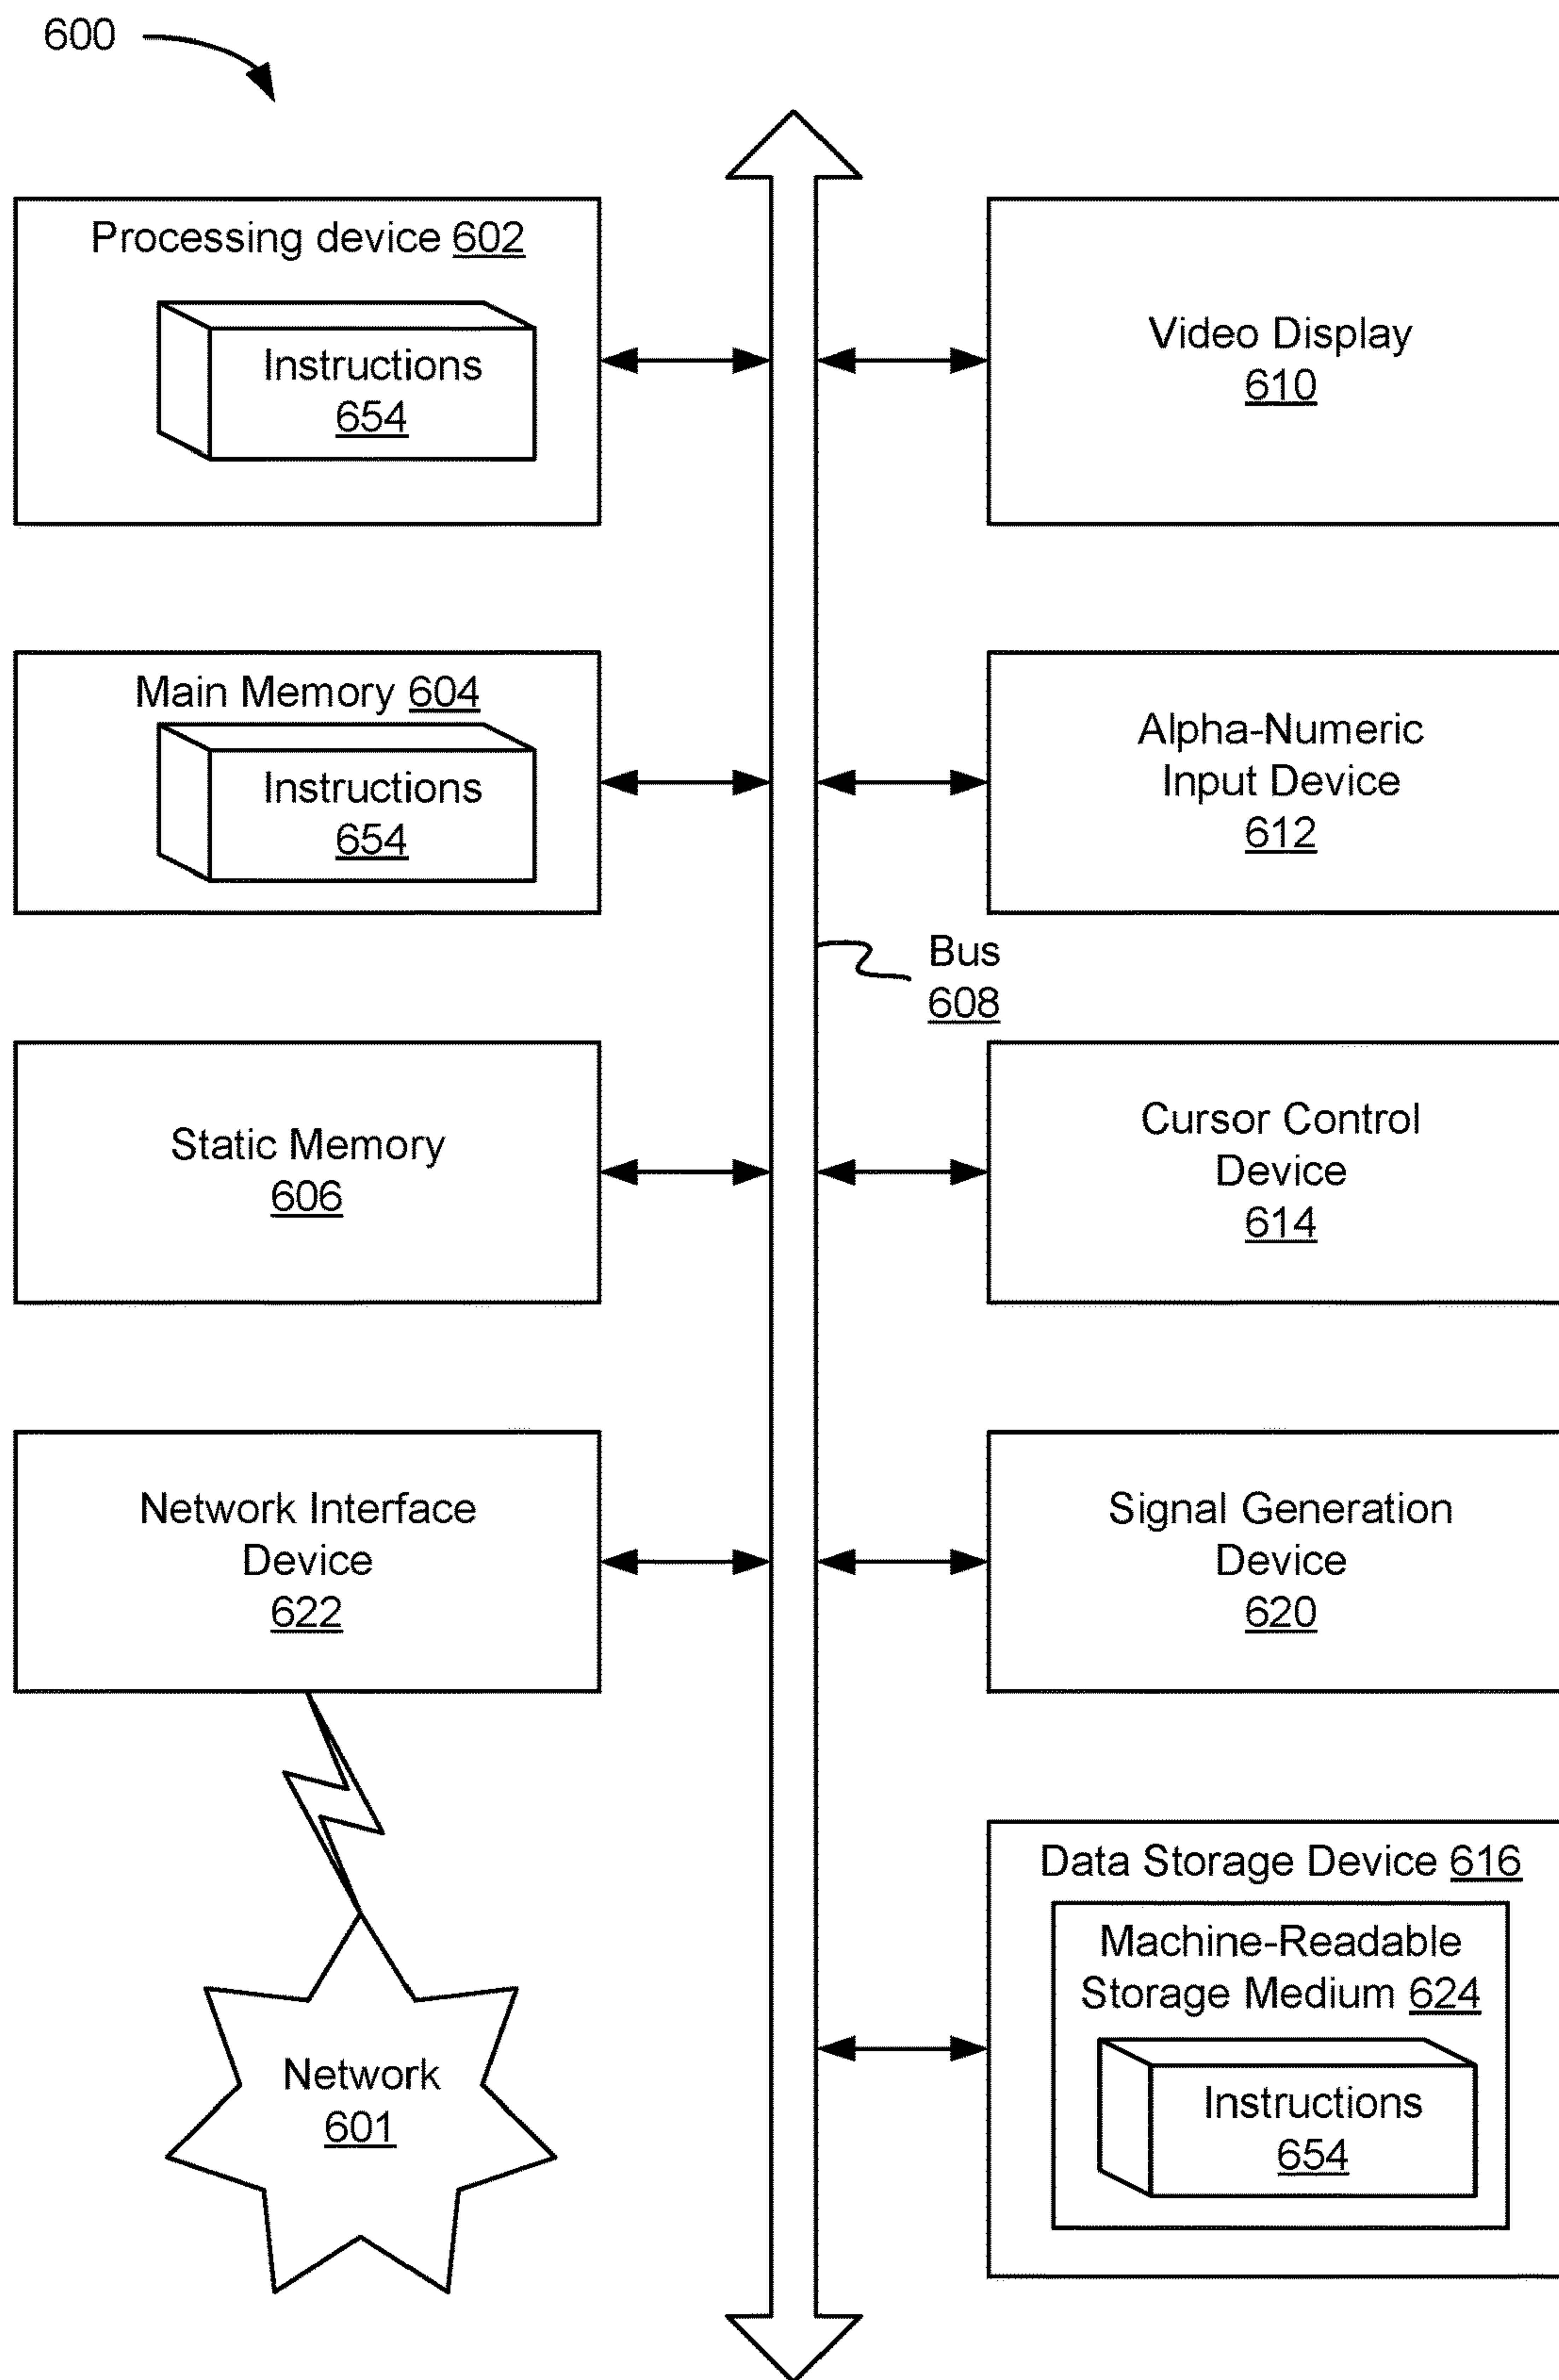 600
Processing device 602
Instructions
654
Video Display
610
Main Memory 604
Instructions
654
Alpha-Numeric
Input Device
612
Bus
608
Static Memory
606
Cursor Control
Device
614
Network Interface
Device
622
Signal Generation
Device
620
Data Storage Device 616
Machine-Readable
Storage Medium 624
Instructions
654
Network
601